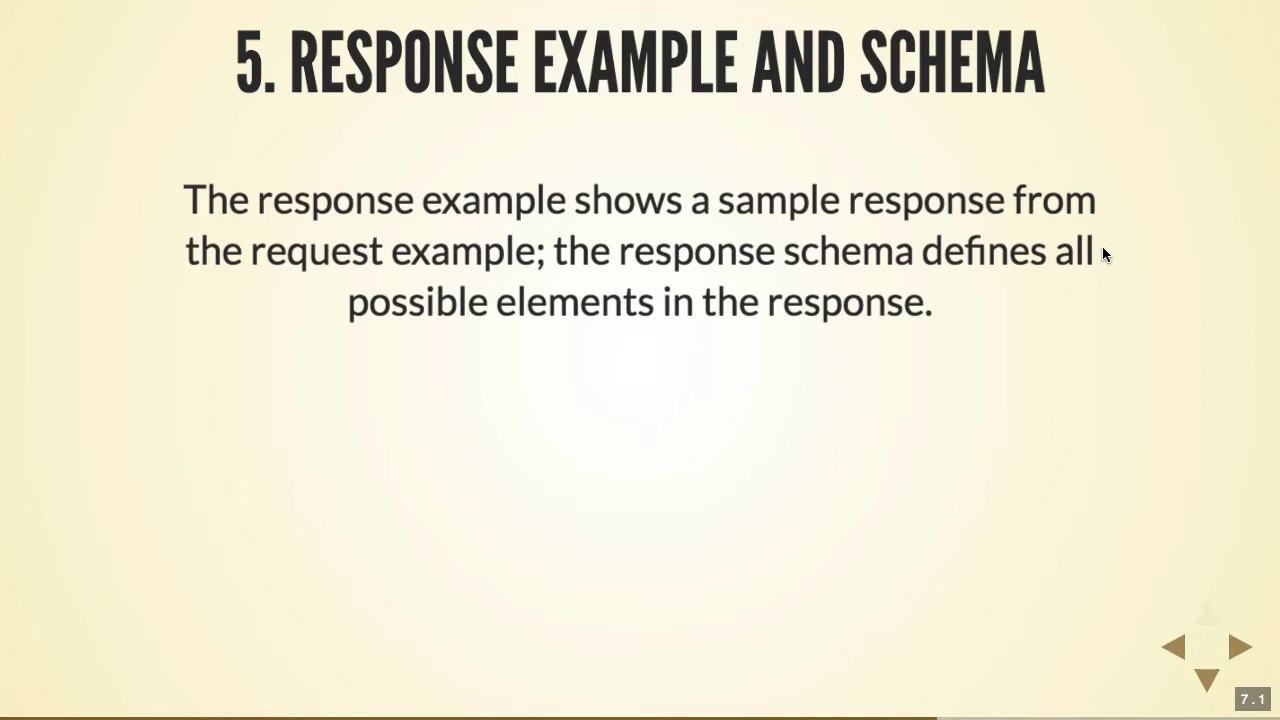 5. RESPONSE EXAMPLE AND SCHEMA
The response example shows a sample response from
the request example; the response schema defines all
possible elements in the response.
7.1